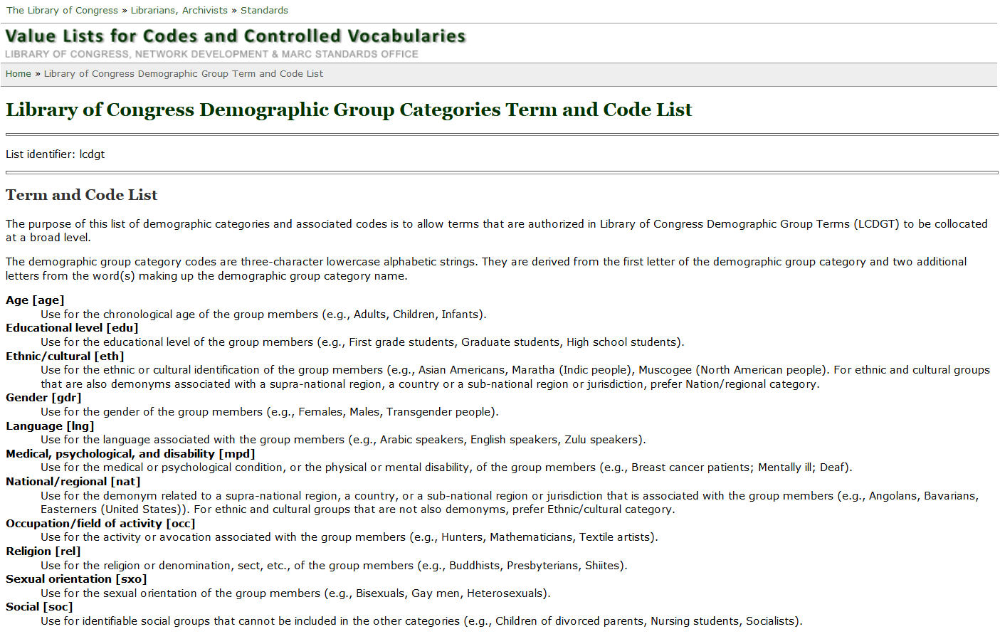 The Library of Congress » Librarians, Archivists » Standards
Value Lists for Codes and Controlled Vocabularies
LIBRARY OF CONGRESS, NETWORK DEVELOPMENT & MARC STANDARDS OFFICE
Home » Library of Congress Demographic Group Term and Code List
Library of Congress Demographic Group Categories Term and Code List
List identifier: lcdgt
Term and Code List
The purpose of this list of demographic categories and associated codes is to allow terms that are authorized in Library of Congress Demographic Group Terms (LCDGT) to be collocated
at a broad level.
The demographic group category codes are three-character lowercase alphabetic strings. They are derived from the first letter of the demographic group category and two additional
letters from the word(s) making up the demographic group category name.
Age [age]
Use for the chronological age of the group members (e.g., Adults, Children, Infants).
Educational level [edu]
Use for the educational level of the group members (e.g., First grade students, Graduate students, High school students).
Ethnic/cultural [eth]
Use for the ethnic or cultural identification of the group members (e.g., Asian Americans, Maratha (Indic people), Muscogee (North American people). For ethnic and cultural groups
that are also demonyms associated with a supra-national region, a country or a sub-national region or jurisdiction, prefer Nation/regional category.
Gender [gdr]
Use for the gender of the group members (e.g., Females, Males, Transgender people).
Language [lng]
Use for the language associated with the group members (e.g., Arabic speakers, English speakers, Zulu speakers).
Medical, psychological, and disability [mpd]
Use for the medical or psychological condition, or the physical or mental disability, of the group members (e.g., Breast cancer patients; Mentally ill; Deaf).
National/regional [nat]
Use for the demonym related to a supra-national region, a country, or a sub-national region or jurisdiction that is associated with the group members (e.g., Angolans, Bavarians,
Easterners (United States)). For ethnic and cultural groups that are not also demonyms, prefer Ethnic/cultural category.
Occupation/field of activity [occ]
Use for the activity or avocation associated with the group members (e.g., Hunters, Mathematicians, Textile artists).
Religion [rel]
Use for the religion or denomination, sect, etc., of the group members (e.g., Buddhists, Presbyterians, Shiites).
Sexual orientation [sxo]
Use for the sexual orientation of the group members (e.g., Bisexuals, Gay men, Heterosexuals).
Social [soc]
Use for identifiable social groups that cannot be included in the other categories (e.g., Children of divorced parents, Nursing students, Socialists).